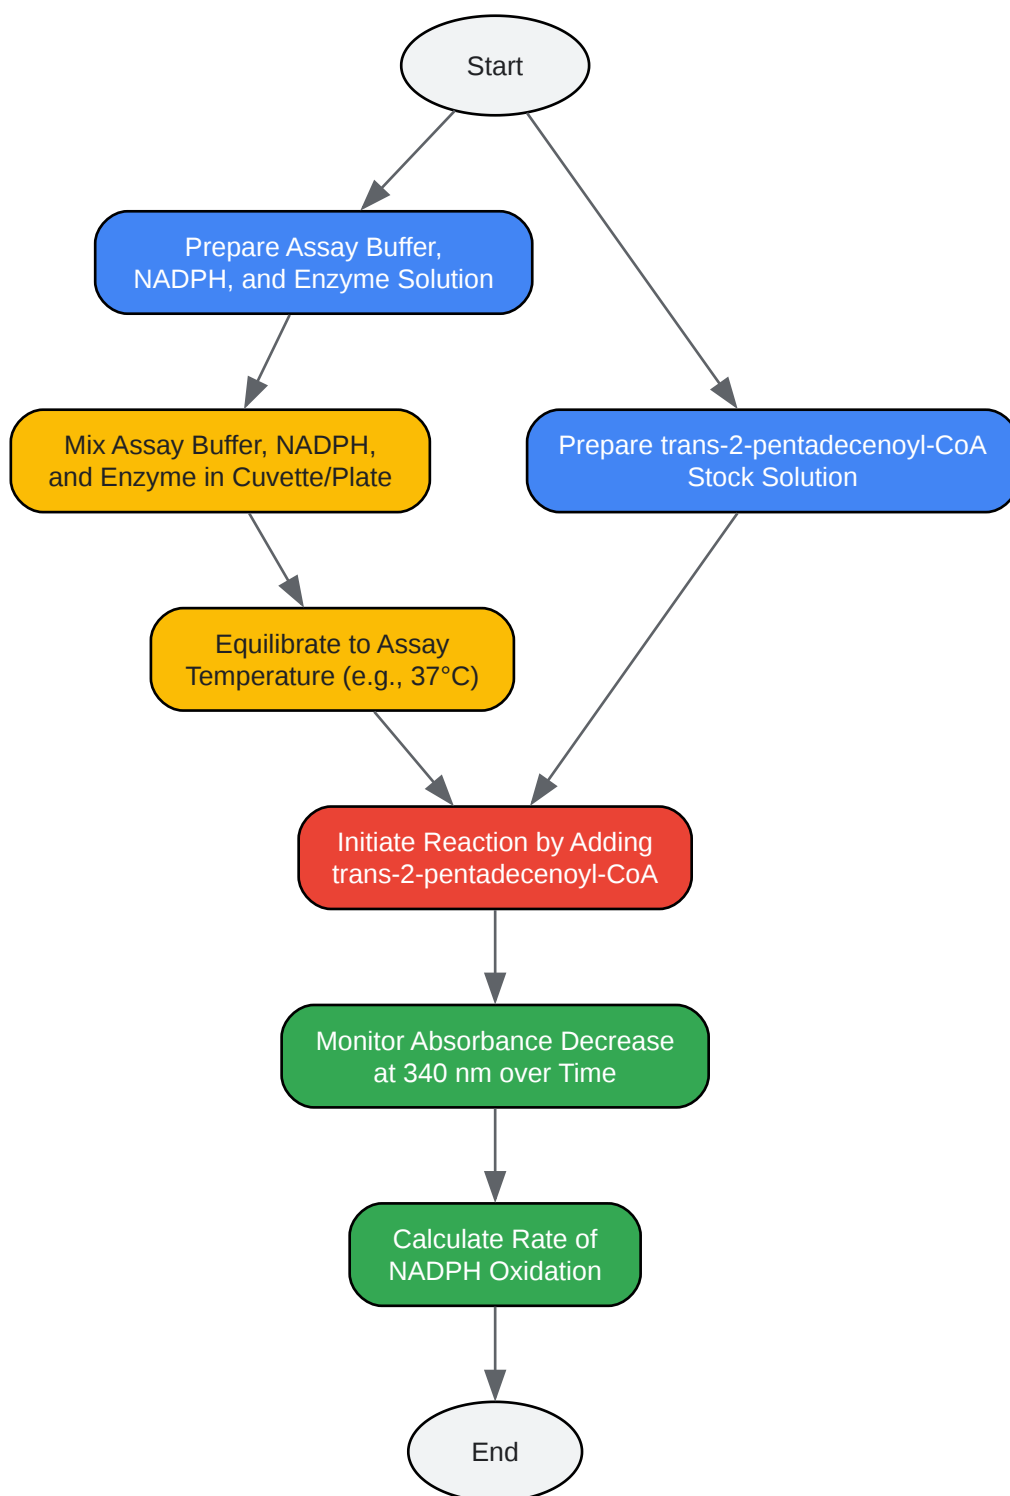 Start
Prepare Assay Buffer,
NADPH, and Enzyme Solution
Mix Assay Buffer, NADPH,
and Enzyme in Cuvette/Plate
Prepare trans-2-pentadecenoyl-CoA
Stock Solution
Equilibrate to Assay
Temperature (e.g., 37°C)
Initiate Reaction by Adding
trans-2-pentadecenoyl-CoA
Monitor Absorbance Decrease
at 340 nm over Time
Calculate Rate of
NADPH Oxidation
End